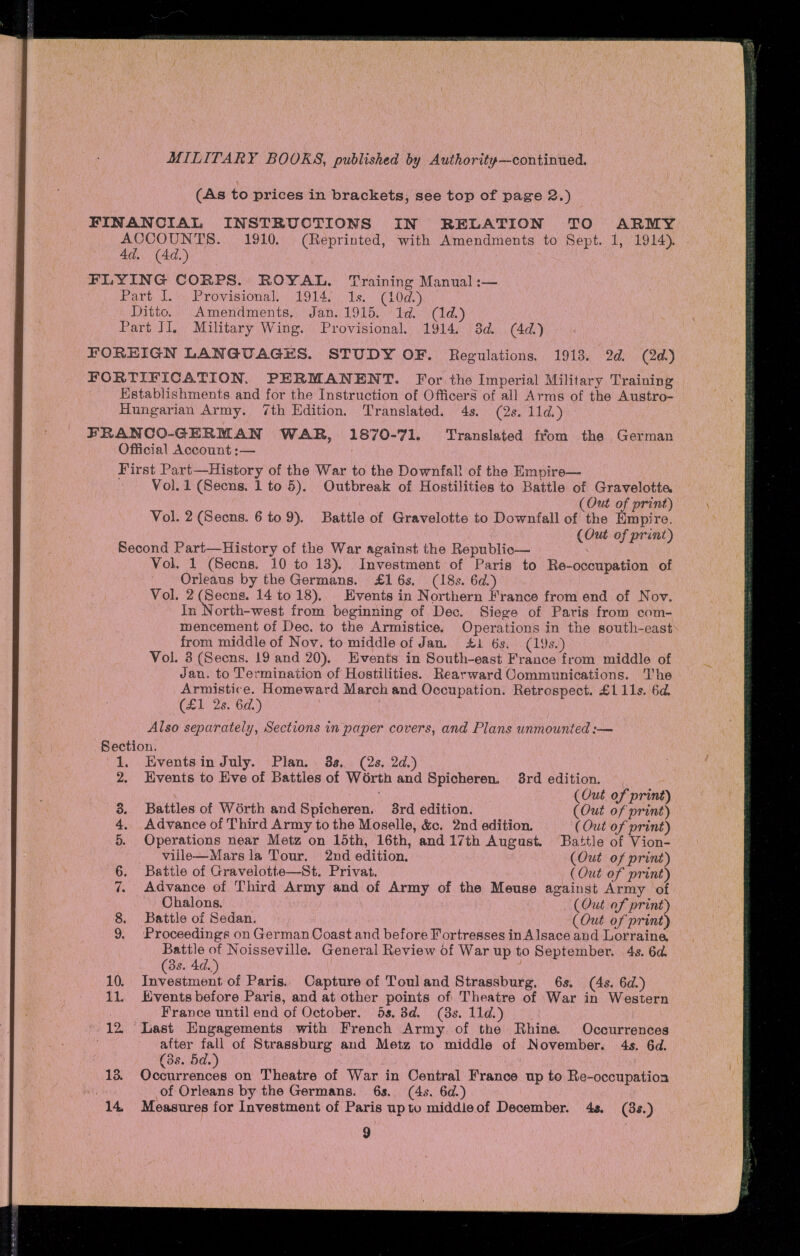 MILITARY BOOKS, published by Authority—continued.
(As to prices in brackets, see top of page 2.)
FINANCIAL INSTRUCTIONS IN RELATION TO ARMY
ACCOUNTS. 1910. (Reprinted, with Amendments to Sept. 1, 1914).
4d. (4d.)
FLYING CORPS. ROYAL. Training Manual:—
Part I. Provisional. 1914. 1s. (10d.)
Ditto. Amendments. Jan. 1915. 1d. (1d.)
Part II. Military Wing. Provisional. 1914. 3d. (4d.)
FOREIGN LANGUAGES. STUDY OF. Regulations. 1913. 2d. (2d.)
FORTIFICATION. PERMANENT. For the Imperial Military Training
Establishments and for the Instruction of Officers of all Arms of the Austro-
Hungarian Army. 7th Edition. Translated. 4s. (2s. 11d.)
FRANCO-GERMAN WAR, 1870-71. Translated from the German
Official Account:—
First Part—History of the War to the Downfall of the Empire—
Vol. 1 (Secns. 1 to 5). Outbreak of Hostilities to Battle of Gravelotte.
(Out of print)
Vol. 2 (Secns. 6 to 9). Battle of Gravelotte to Downfall of the Empire.
(Out of print)
Second Part—History of the War against the Republic—
Vol. 1 (Secns. 10 to 13). Investment of Paris to Re-occupation of
Orleans by the Germans. £1 6s. (18s. 6d.)
Vol. 2 (Secns. 14 to 18). Events in Northern France from end of Nov.
In North-west from beginning of Dec. Siege of Paris from com-
mencement of Dec. to the Armistice. Operations in the south-east
from middle of Nov. to middle of Jan. £1 6s. (19s.)
Vol. 3 (Secns. 19 and 20). Events in South-east France from middle of
Jan. to Termination of Hostilities. Rearward Communications. The
Armistice. Homeward March and Occupation. Retrospect. £1 11s. 6d.
(£1 2s. 6d.)
Also separately, Sections in paper covers, and Plans unmounted:—
Section.
1. Events in July. Plan. 3s. (2s. 2d.)
2. Events to Eve of Battles of Wörth and Spicheren. 3rd edition.
(Out of print)
3. Battles of Wörth and Spicheren. 3rd edition. (Out of print)
4. Advance of Third Army to the Moselle, &c. 2nd edition. (Out of print)
5. Operations near Metz on 15th, 16th, and 17th August. Battle of Vion-
ville—Mars la Tour. 2nd edition. (Out of print)
6. Battle of Gravelotte—St. Privat. (Out of print)
7. Advance of Third Army and of Army of the Meuse against Army of
Chalons. (Out of print)
8. Battle of Sedan. (Out of print)
9. Proceedings on German Coast and before Fortresses in Alsace and Lorraine.
Battle of Noisseville. General Review of War up to September. 4s. 6d.
(3s. 4d.)
10. Investment of Paris. Capture of Toul and Strassburg. 6s. (4s. 6d.)
11. Events before Paris, and at other points of Theatre of War in Western
France until end of October. 5s. 3d. (3s. 11d.)
12. Last Engagements with French Army of the Rhine. Occurrences
after fall of Strassburg and Metz to middle of November. 4s. 6d.
(3s. 5d.)
13. Occurrences on Theatre of War in Central France up to Re-occupation
of Orleans by the Germans. 6s. (4s. 6d.)
14. Measures for Investment of Paris up to middle of December. 4s. (3s.)
9